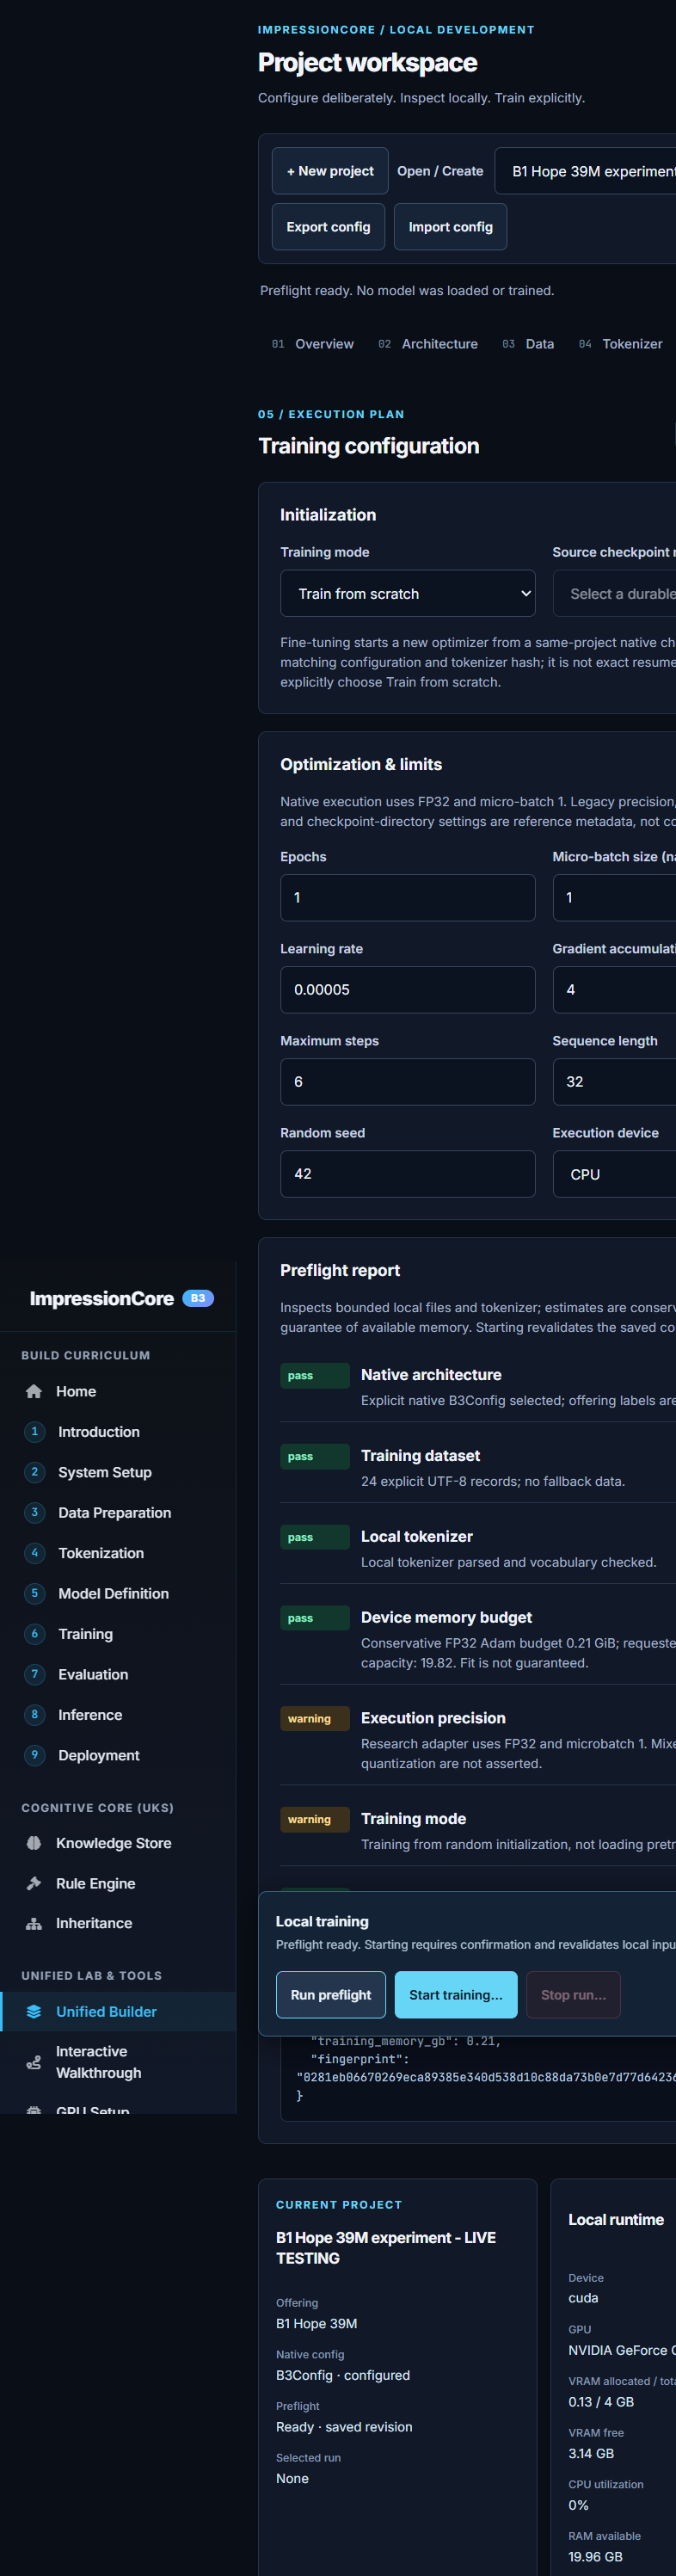 IMPRESSIONCORE / LOCAL DEVELOPMENT
Project workspace
Configure deliberately. Inspect locally. Train explicitly.
+ New project
Open / Create
B1 Hope 39M experiment
Export config
Import config
Preflight ready. No model was loaded or trained.
01 Overview
02 Architecture
03 Data
04 Tokenizer
05 / EXECUTION PLAN
Training configuration
Initialization
Training mode
Source checkpoint
Train from scratch
Select a durable
Fine-tuning starts a new optimizer from a same-project native
matching configuration and tokenizer hash; it is not exact resume
explicitly choose Train from scratch.
Optimization & limits
Native execution uses FP32 and micro-batch 1. Legacy precision,
and checkpoint-directory settings are reference metadata, not
Epochs
Micro-batch size
1
1
Learning rate
Gradient
0.00005
4
Maximum steps
Sequence length
6
32
Random seed
Execution device
42
CPU
Preflight report
Inspects bounded local files and tokenizer; estimates are
guarantee of available memory. Starting revalidates the saved
pass
Native architecture
Explicit native B3Config selected; offering labels are
pass
Training dataset
24 explicit UTF-8 records; no fallback data.
pass
Local tokenizer
Local tokenizer parsed and vocabulary checked.
pass
Device memory budget
Conservative FP32 Adam budget 0.21 GiB;
capacity: 19.82. Fit is not guaranteed.
warning
Execution precision
Research adapter uses FP32 and microbatch 1.
quantization are not asserted.
warning
Training mode
Training from random initialization, not loading
Local training
Preflight ready. Starting requires confirmation and revalidates local
Run preflight
Start training...
Stop run...
"training_memory_gb": 0.21,
"fingerprint":
"0281eb06670269eca89385e340d538d10c88da73b0e7d77d6423
}
ImpressionCore B3
BUILD CURRICULUM
Home
1 Introduction
2 System Setup
3 Data Preparation
4 Tokenization
5 Model Definition
6 Training
7 Evaluation
8 Inference
9 Deployment
COGNITIVE CORE (UKS)
Knowledge Store
Rule Engine
Inheritance
UNIFIED LAB & TOOLS
Unified Builder
Interactive
Walkthrough
GPU Setup
CURRENT PROJECT
B1 Hope 39M experiment - LIVE
TESTING
Offering
B1 Hope 39M
Native config
B3Config · configured
Preflight
Ready · saved revision
Selected run
None
Local runtime
Device
cuda
GPU
NVIDIA GeForce
VRAM allocated /
0.13 / 4 GB
VRAM free
3.14 GB
CPU utilization
0%
RAM available
19.96 GB